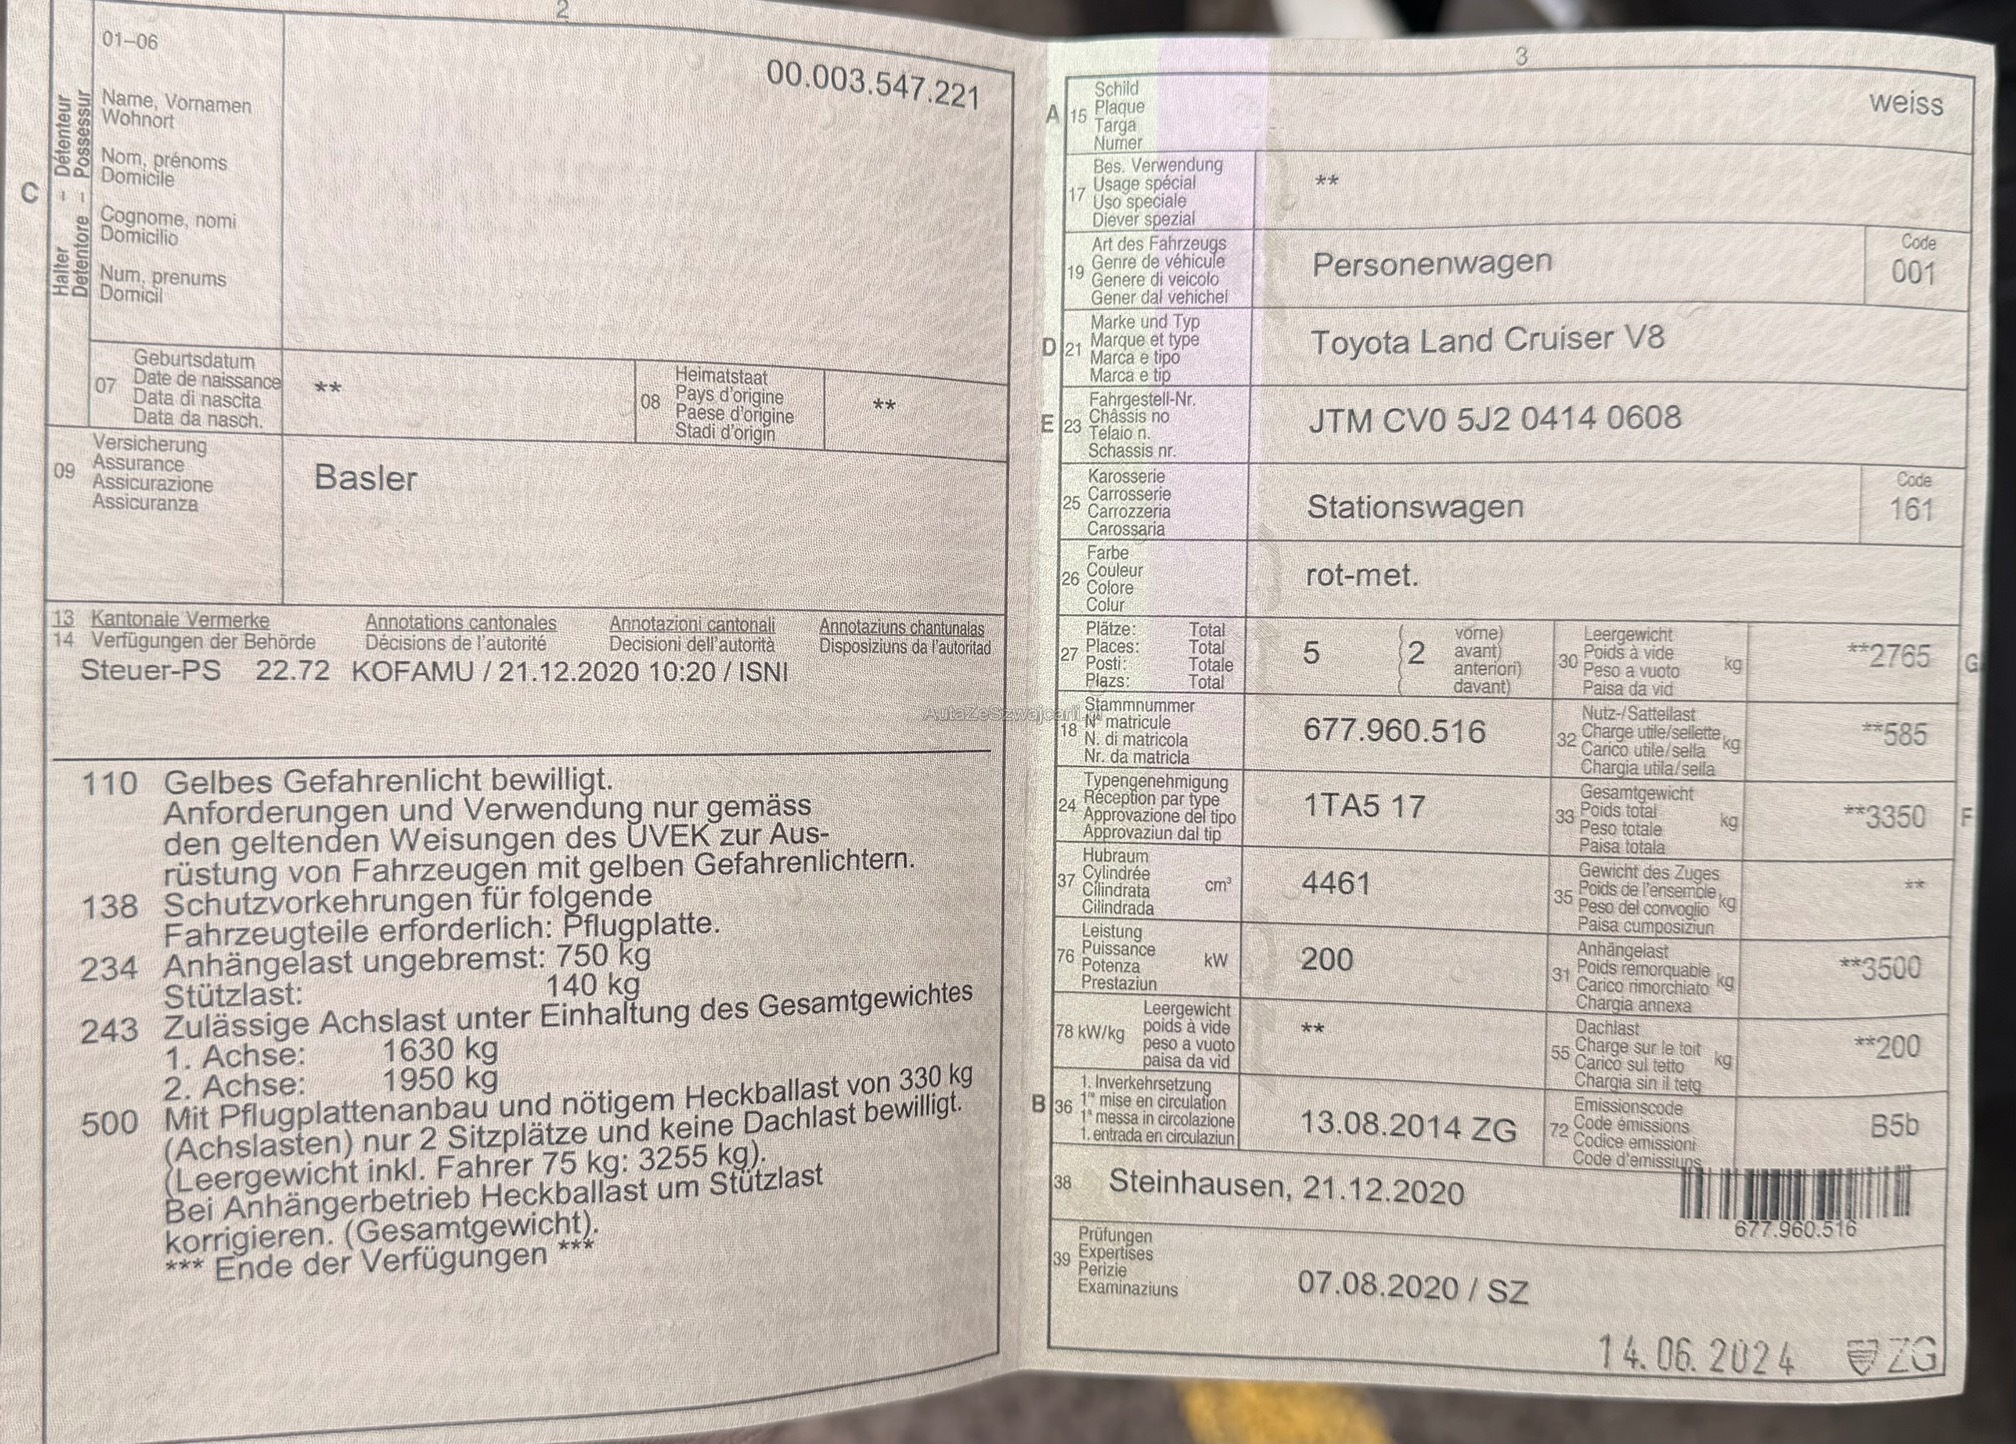 2
01–06
00.003.547.221
C
Halter – Détenteur
Detentore – Possessur
Name, Vornamen
Wohnort
Nom, prénoms
Domicile
Cognome, nomi
Domicilio
Num, prenums
Domicil
07
Geburtsdatum
Date de naissance
Data di nascita
Data da nasch.
**
08
Heimatstaat
Pays d'origine
Paese d'origine
Stadi d'origin
**
09
Versicherung
Assurance
Assicurazione
Assicuranza
Basler
13 Kantonale Vermerke Annotations cantonales Annotazioni cantonali Annotaziuns chantunalas
14 Verfügungen der Behörde Décisions de l'autorité Decisioni dell'autorità Disposiziuns da l'autoritad
Steuer-PS 22.72 KOFAMU / 21.12.2020 10:20 / ISNI
110 Gelbes Gefahrenlicht bewilligt.
Anforderungen und Verwendung nur gemäss
den geltenden Weisungen des UVEK zur Aus-
rüstung von Fahrzeugen mit gelben Gefahrenlichtern.
138 Schutzvorkehrungen für folgende
Fahrzeugteile erforderlich: Pflugplatte.
234 Anhängelast ungebremst: 750 kg
Stützlast: 140 kg
243 Zulässige Achslast unter Einhaltung des Gesamtgewichtes
1. Achse: 1630 kg
2. Achse: 1950 kg
500 Mit Pflugplattenanbau und nötigem Heckballast von 330 kg
(Achslasten) nur 2 Sitzplätze und keine Dachlast bewilligt.
(Leergewicht inkl. Fahrer 75 kg: 3255 kg).
Bei Anhängerbetrieb Heckballast um Stützlast
korrigieren. (Gesamtgewicht).
*** Ende der Verfügungen ***
AutaZeSzwajcarii.pl
3
A 15
Schild
Plaque
Targa
Numer
weiss
17
Bes. Verwendung
Usage spécial
Uso speciale
Diever spezial
**
19
Art des Fahrzeugs
Genre de véhicule
Genere di veicolo
Gener dal vehichel
Personenwagen
Code
001
D 21
Marke und Typ
Marque et type
Marca e tipo
Marca e tip
Toyota Land Cruiser V8
E 23
Fahrgestell-Nr.
Châssis no
Telaio n.
Schassis nr.
JTM CV0 5J2 0414 0608
25
Karosserie
Carrosserie
Carrozzeria
Carossaria
Stationswagen
Code
161
26
Farbe
Couleur
Colore
Colur
rot-met.
27
Plätze: Total
Places: Total
Posti: Totale
Plazs: Total
5
2
vorne)
avant)
anteriori)
davant)
30
Leergewicht
Poids à vide
Peso a vuoto
Paisa da vid
kg
**2765
G
18
Stammnummer
N° matricule
N. di matricola
Nr. da matricla
677.960.516
32
Nutz-/Sattellast
Charge utile/sellette
Carico utile/sella
Chargia utila/sella
kg
**585
24
Typengenehmigung
Réception par type
Approvazione del tipo
Approvaziun dal tip
1TA5 17
33
Gesamtgewicht
Poids total
Peso totale
Paisa totala
kg
**3350
F
37
Hubraum
Cylindrée
Cilindrata
Cilindrada
cm³
4461
35
Gewicht des Zuges
Poids de l'ensemble
Peso del convoglio
Paisa cumposiziun
kg
**
76
Leistung
Puissance
Potenza
Prestaziun
kW
200
31
Anhängelast
Poids remorquable
Carico rimorchiato
Chargia annexa
kg
**3500
78 kW/kg
Leergewicht
poids à vide
peso a vuoto
paisa da vid
**
55
Dachlast
Charge sur le toit
Carico sul tetto
Chargia sin il tetg
kg
**200
B 36
1. Inverkehrsetzung
1re mise en circulation
1a messa in circolazione
1. entrada en circulaziun
13.08.2014 ZG
72
Emissionscode
Code émissions
Codice emissioni
Code d'emissiuns
B5b
38
Steinhausen, 21.12.2020
677.960.516
39
Prüfungen
Expertises
Perizie
Examinaziuns
07.08.2020 / SZ
14.06.2024 ZG